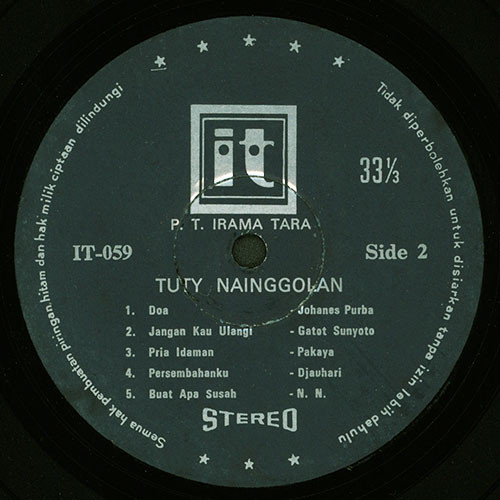 Semua hak pembuatan piringan hitam dan hak milik ciptaan dilindungi
Tidak diperbolehkan untuk disiarkan tanpa izin lebih dahulu
it
33⅓
P. T. IRAMA TARA
IT-059
Side 2
TUTY NAINGGOLAN
1. Doa - Johanes Purba
2. Jangan Kau Ulangi - Gatot Sunyoto
3. Pria Idaman - Pakaya
4. Persembahanku - Djauhari
5. Buat Apa Susah - N. N.
STEREO